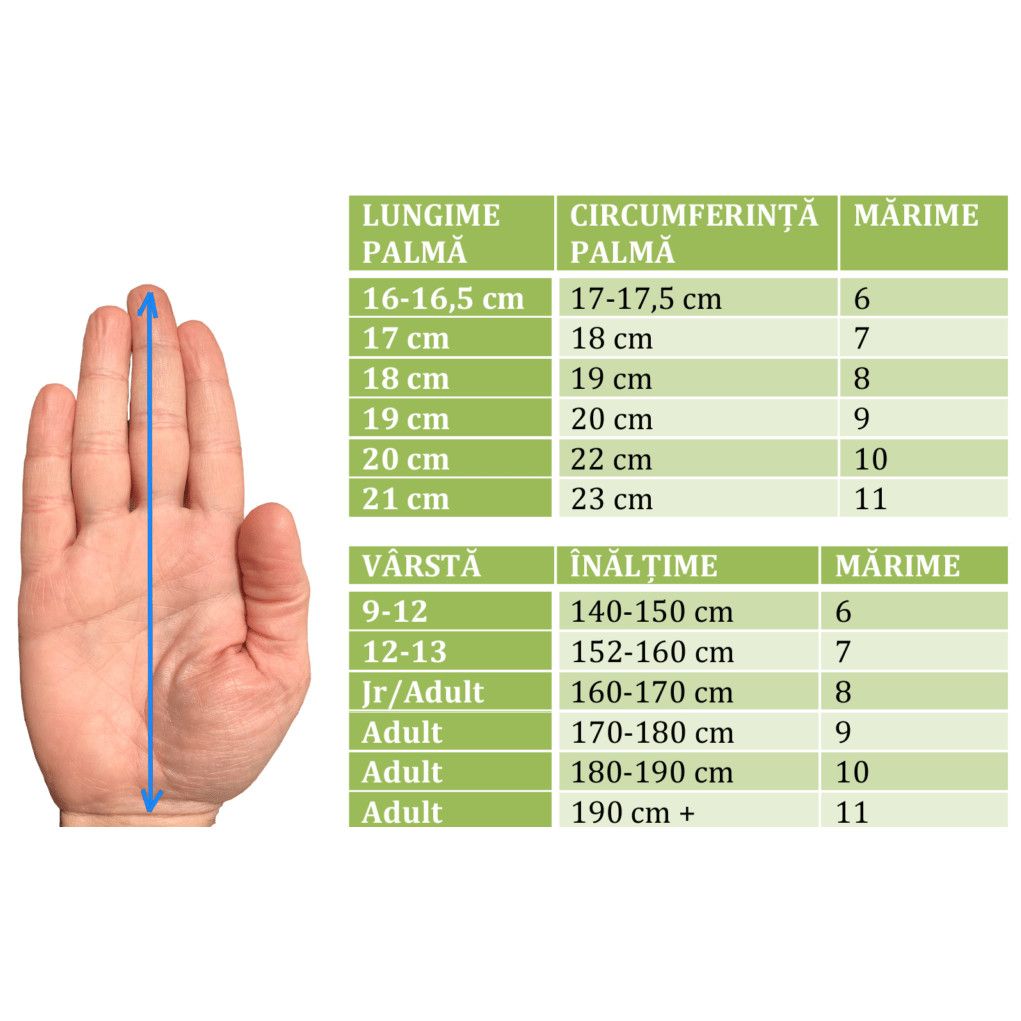 LUNGIME PALMĂ CIRCUMFERINȚĂ PALMĂ MĂRIME
16-16,5 cm 17-17,5 cm 6
17 cm 18 cm 7
18 cm 19 cm 8
19 cm 20 cm 9
20 cm 22 cm 10
21 cm 23 cm 11
VÂRSTĂ ÎNĂLȚIME MĂRIME
9-12 140-150 cm 6
12-13 152-160 cm 7
Jr/Adult 160-170 cm 8
Adult 170-180 cm 9
Adult 180-190 cm 10
Adult 190 cm + 11